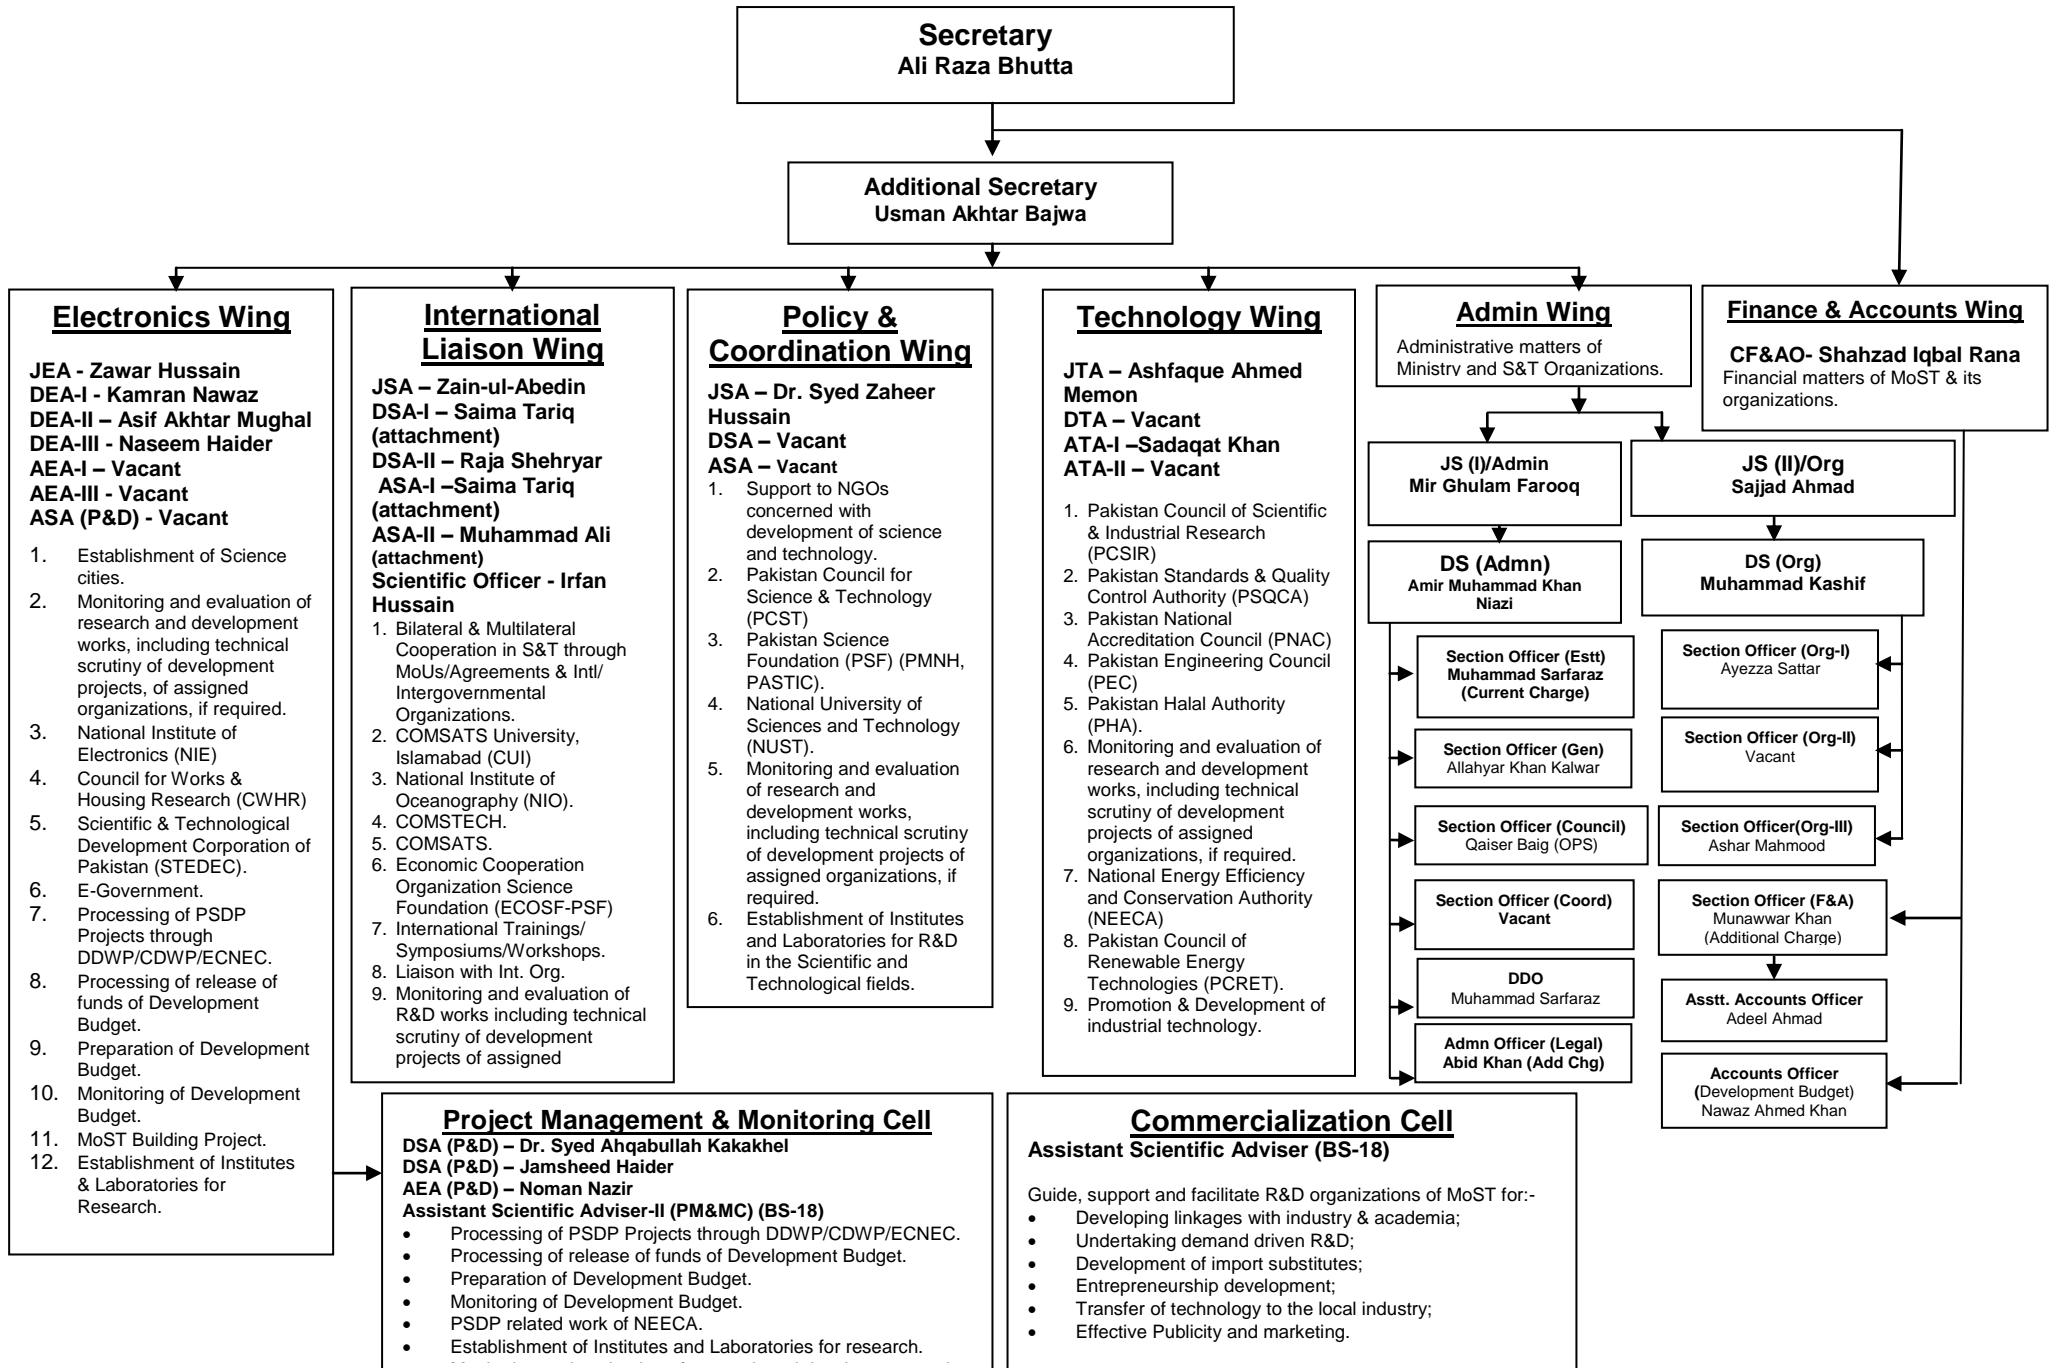 Secretary
Ali Raza Bhutta
Additional Secretary
Usman Akhtar Bajwa
Electronics Wing
JEA - Zawar Hussain
DEA-I - Kamran Nawaz
DEA-II – Asif Akhtar Mughal
DEA-III - Naseem Haider
AEA-I – Vacant
AEA-III - Vacant
ASA (P&D) - Vacant
1. Establishment of Science
cities.
2. Monitoring and evaluation of
research and development
works, including technical
scrutiny of development
projects, of assigned
organizations, if required.
3. National Institute of
Electronics (NIE)
4. Council for Works &
Housing Research (CWHR)
5. Scientific & Technological
Development Corporation of
Pakistan (STEDEC).
6. E-Government.
7. Processing of PSDP
Projects through
DDWP/CDWP/ECNEC.
8. Processing of release of
funds of Development
Budget.
9. Preparation of Development
Budget.
10. Monitoring of Development
Budget.
11. MoST Building Project.
12. Establishment of Institutes
& Laboratories for
Research.
International
Liaison Wing
JSA – Zain-ul-Abedin
DSA-I – Saima Tariq
(attachment)
DSA-II – Raja Shehryar
ASA-I –Saima Tariq
(attachment)
ASA-II – Muhammad Ali
(attachment)
Scientific Officer - Irfan
Hussain
1. Bilateral & Multilateral
Cooperation in S&T through
MoUs/Agreements & Intl/
Intergovernmental
Organizations.
2. COMSATS University,
Islamabad (CUI)
3. National Institute of
Oceanography (NIO).
4. COMSTECH.
5. COMSATS.
6. Economic Cooperation
Organization Science
Foundation (ECOSF-PSF)
7. International Trainings/
Symposiums/Workshops.
8. Liaison with Int. Org.
9. Monitoring and evaluation of
R&D works including technical
scrutiny of development
projects of assigned
Policy &
Coordination Wing
JSA – Dr. Syed Zaheer
Hussain
DSA – Vacant
ASA – Vacant
1. Support to NGOs
concerned with
development of science
and technology.
2. Pakistan Council for
Science & Technology
(PCST)
3. Pakistan Science
Foundation (PSF) (PMNH,
PASTIC).
4. National University of
Sciences and Technology
(NUST).
5. Monitoring and evaluation
of research and
development works,
including technical scrutiny
of development projects of
assigned organizations, if
required.
6. Establishment of Institutes
and Laboratories for R&D
in the Scientific and
Technological fields.
Technology Wing
JTA – Ashfaque Ahmed
Memon
DTA – Vacant
ATA-I –Sadaqat Khan
ATA-II – Vacant
1. Pakistan Council of Scientific
& Industrial Research
(PCSIR)
2. Pakistan Standards & Quality
Control Authority (PSQCA)
3. Pakistan National
Accreditation Council (PNAC)
4. Pakistan Engineering Council
(PEC)
5. Pakistan Halal Authority
(PHA).
6. Monitoring and evaluation of
research and development
works, including technical
scrutiny of development
projects of assigned
organizations, if required.
7. National Energy Efficiency
and Conservation Authority
(NEECA)
8. Pakistan Council of
Renewable Energy
Technologies (PCRET).
9. Promotion & Development of
industrial technology.
Admin Wing
Administrative matters of
Ministry and S&T Organizations.
Finance & Accounts Wing
CF&AO- Shahzad Iqbal Rana
Financial matters of MoST & its
organizations.
JS (I)/Admin
Mir Ghulam Farooq
JS (II)/Org
Sajjad Ahmad
DS (Admn)
Amir Muhammad Khan
Niazi
DS (Org)
Muhammad Kashif
Section Officer (Estt)
Muhammad Sarfaraz
(Current Charge)
Section Officer (Gen)
Allahyar Khan Kalwar
Section Officer (Council)
Qaiser Baig (OPS)
Section Officer (Coord)
Vacant
DDO
Muhammad Sarfaraz
Admn Officer (Legal)
Abid Khan (Add Chg)
Section Officer (Org-I)
Ayezza Sattar
Section Officer (Org-II)
Vacant
Section Officer(Org-III)
Ashar Mahmood
Section Officer (F&A)
Munawwar Khan
(Additional Charge)
Asstt. Accounts Officer
Adeel Ahmad
Accounts Officer
(Development Budget)
Nawaz Ahmed Khan
Project Management & Monitoring Cell
DSA (P&D) – Dr. Syed Ahqabullah Kakakhel
DSA (P&D) – Jamsheed Haider
AEA (P&D) – Noman Nazir
Assistant Scientific Adviser-II (PM&MC) (BS-18)
• Processing of PSDP Projects through DDWP/CDWP/ECNEC.
• Processing of release of funds of Development Budget.
• Preparation of Development Budget.
• Monitoring of Development Budget.
• PSDP related work of NEECA.
• Establishment of Institutes and Laboratories for research.
Commercialization Cell
Assistant Scientific Adviser (BS-18)
Guide, support and facilitate R&D organizations of MoST for:-
• Developing linkages with industry & academia;
• Undertaking demand driven R&D;
• Development of import substitutes;
• Entrepreneurship development;
• Transfer of technology to the local industry;
• Effective Publicity and marketing.